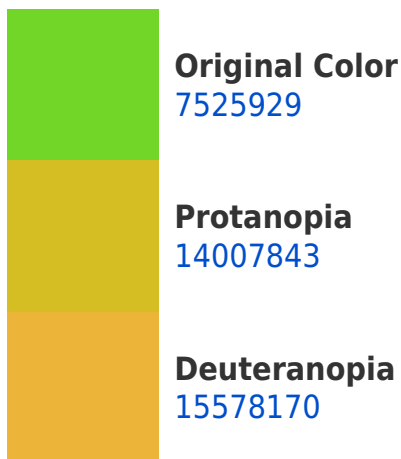 Original Color
7525929
Protanopia
14007843
Deuteranopia
15578170